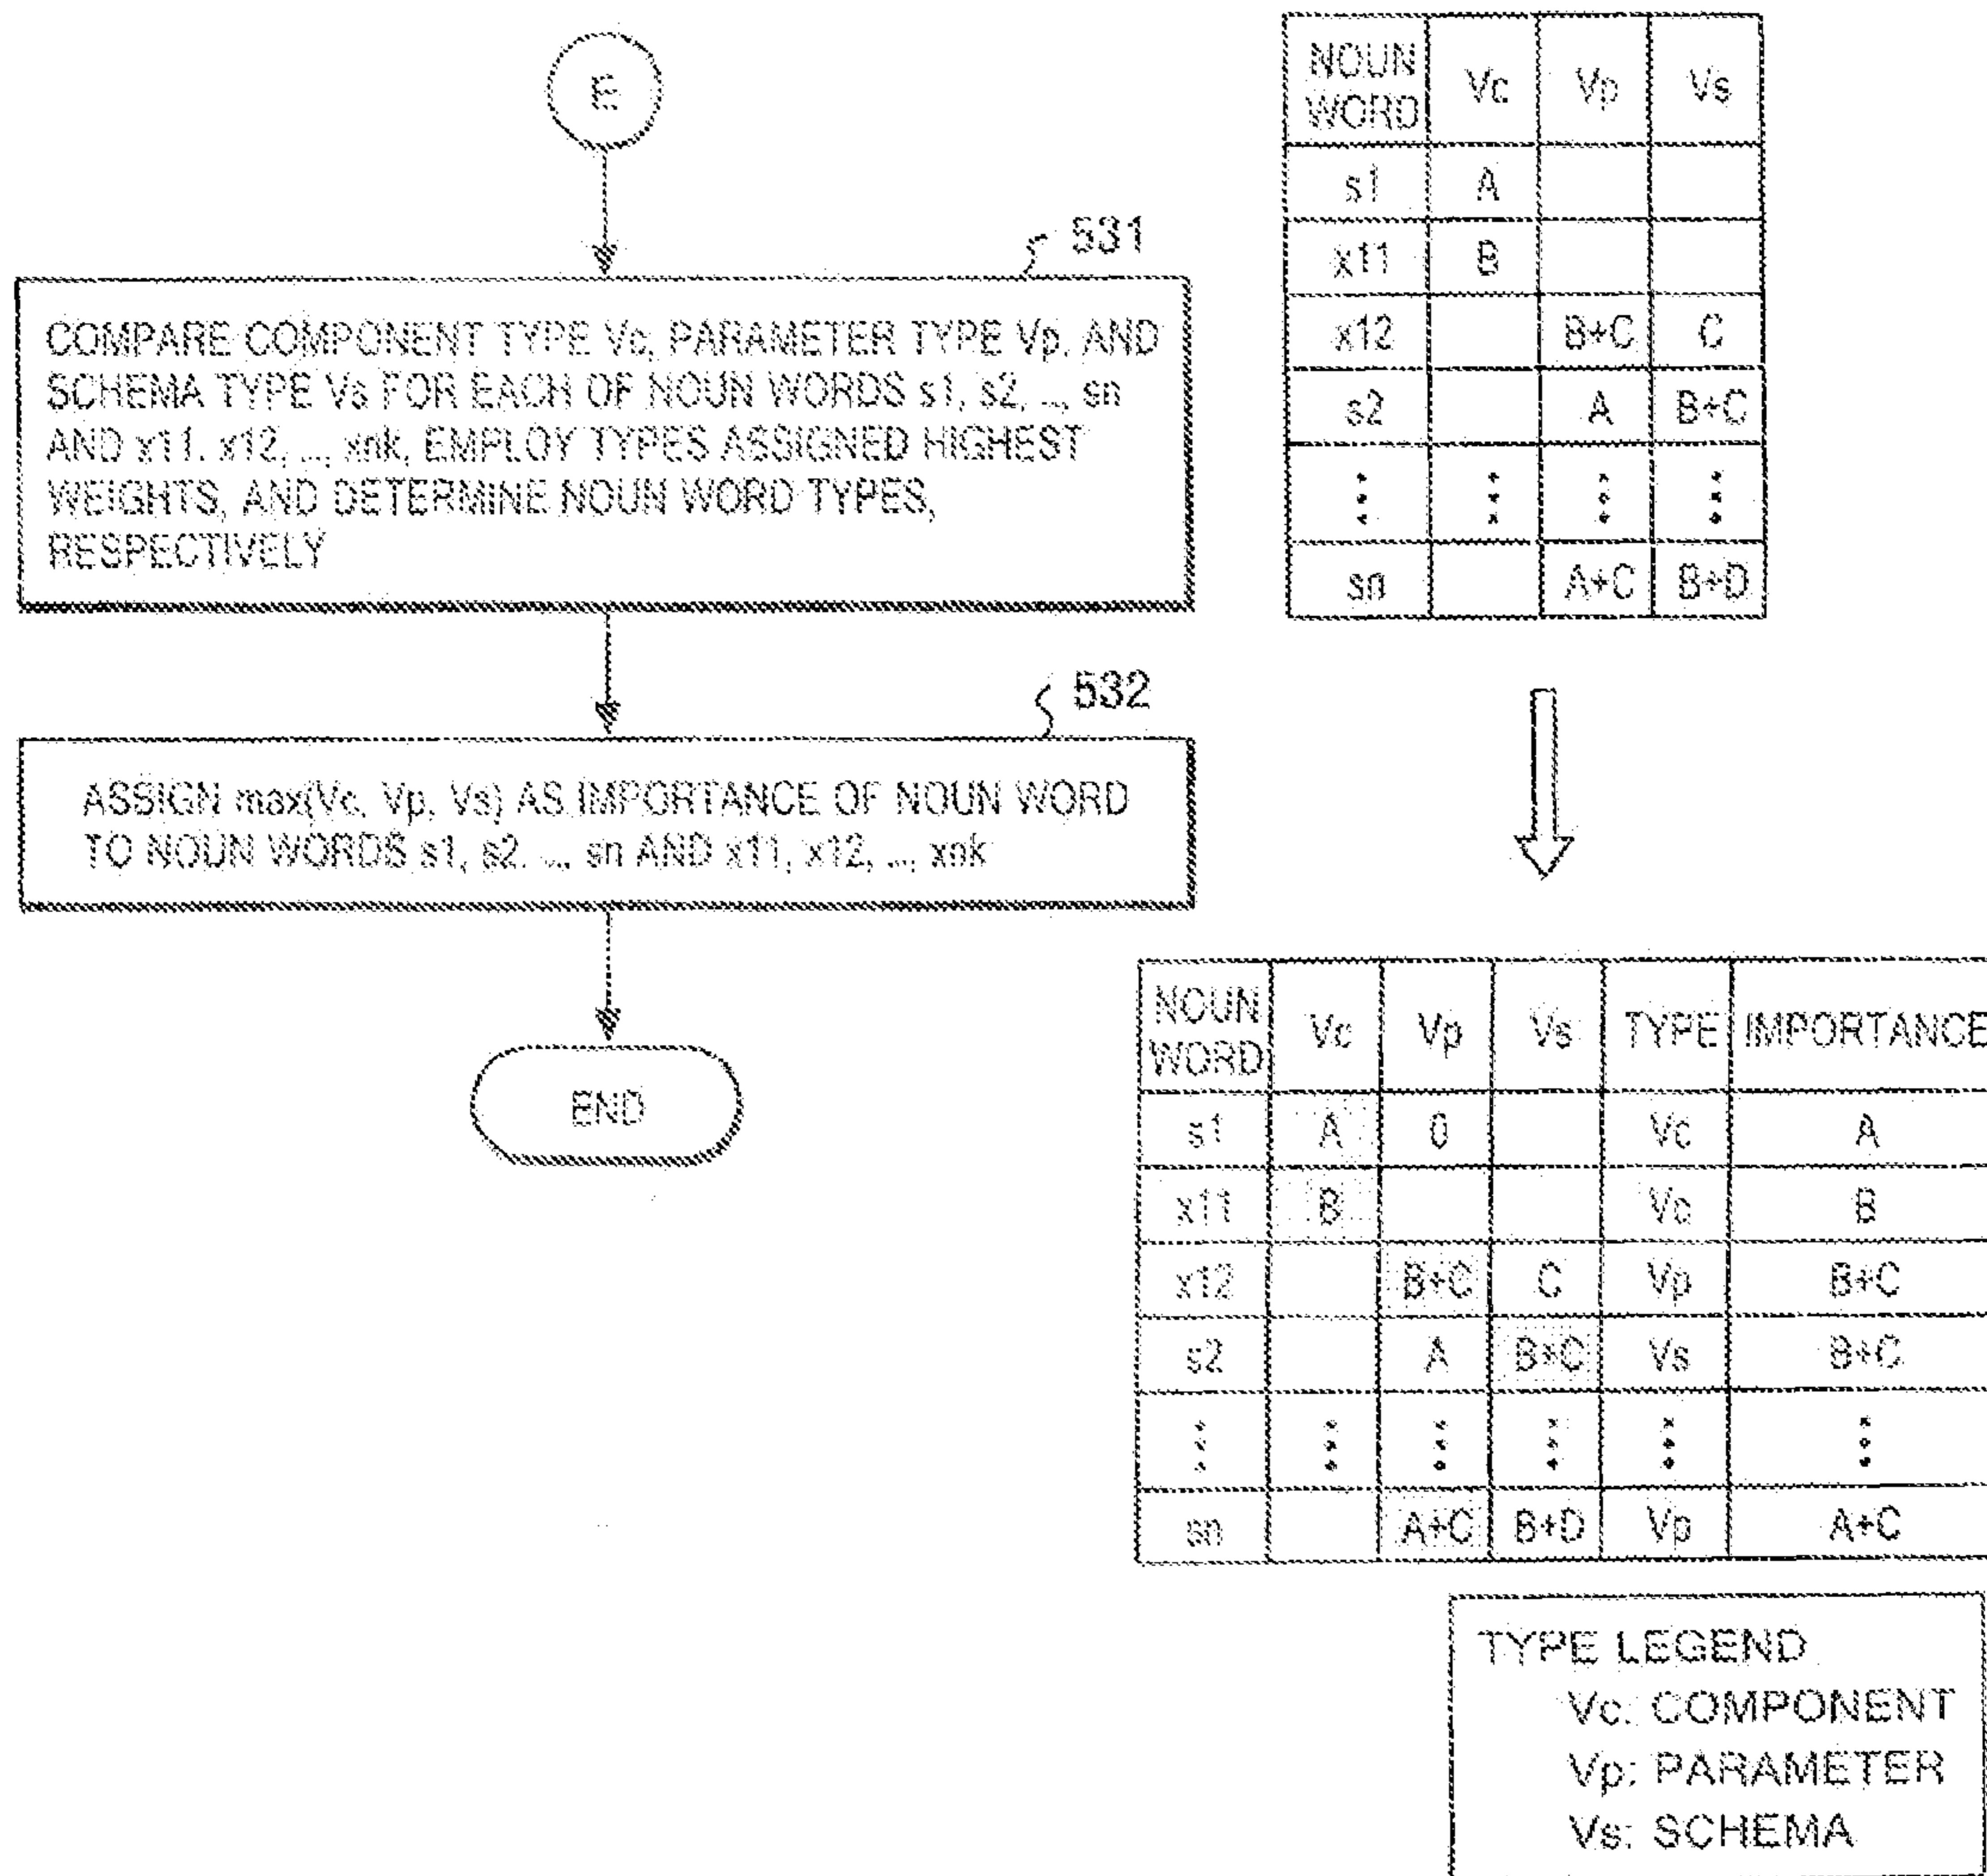 E
531
COMPARE COMPONENT TYPE Vc, PARAMETER TYPE Vp, AND
SCHEMA TYPE Vs FOR EACH OF NOUN WORDS s1, s2, ..., sn
AND x11. x12, ..., xnk, EMPLOY TYPES ASSIGNED HIGHEST
WEIGHTS, AND DETERMINE NOUN WORD TYPES,
RESPECTIVELY
532
ASSIGN max(Vc, Vp, Vs) AS IMPORTANCE OF NOUN WORD
TO NOUN WORDS s1, s2. ..., sn AND x11, x12, ..., xnk
END
NOUN WORD Vc Vp Vs
s1 A
x11 B
x12 B+C C
s2 A B+C
sn A+C B+D
NOUN WORD Vc Vp Vs TYPE IMPORTANCE
s1 A 0 Vc A
x11 B Vc B
x12 B+C C Vp B+C
s2 A B+C Vs B+C
sn A+C B+D Vp A+C
TYPE LEGEND
Vc: COMPONENT
Vp: PARAMETER
Vs: SCHEMA